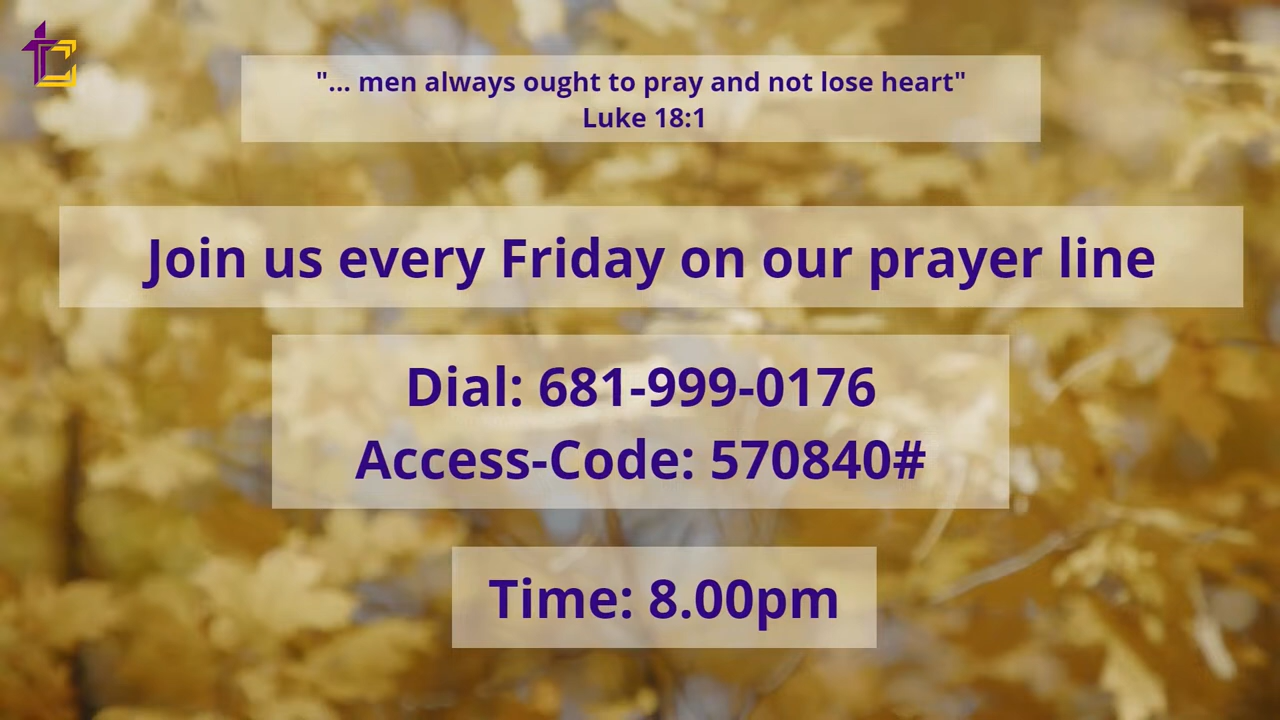 "... men always ought to pray and not lose heart"
Luke 18:1
Join us every Friday on our prayer line
Dial: 681-999-0176
Access-Code: 570840#
Time: 8.00pm